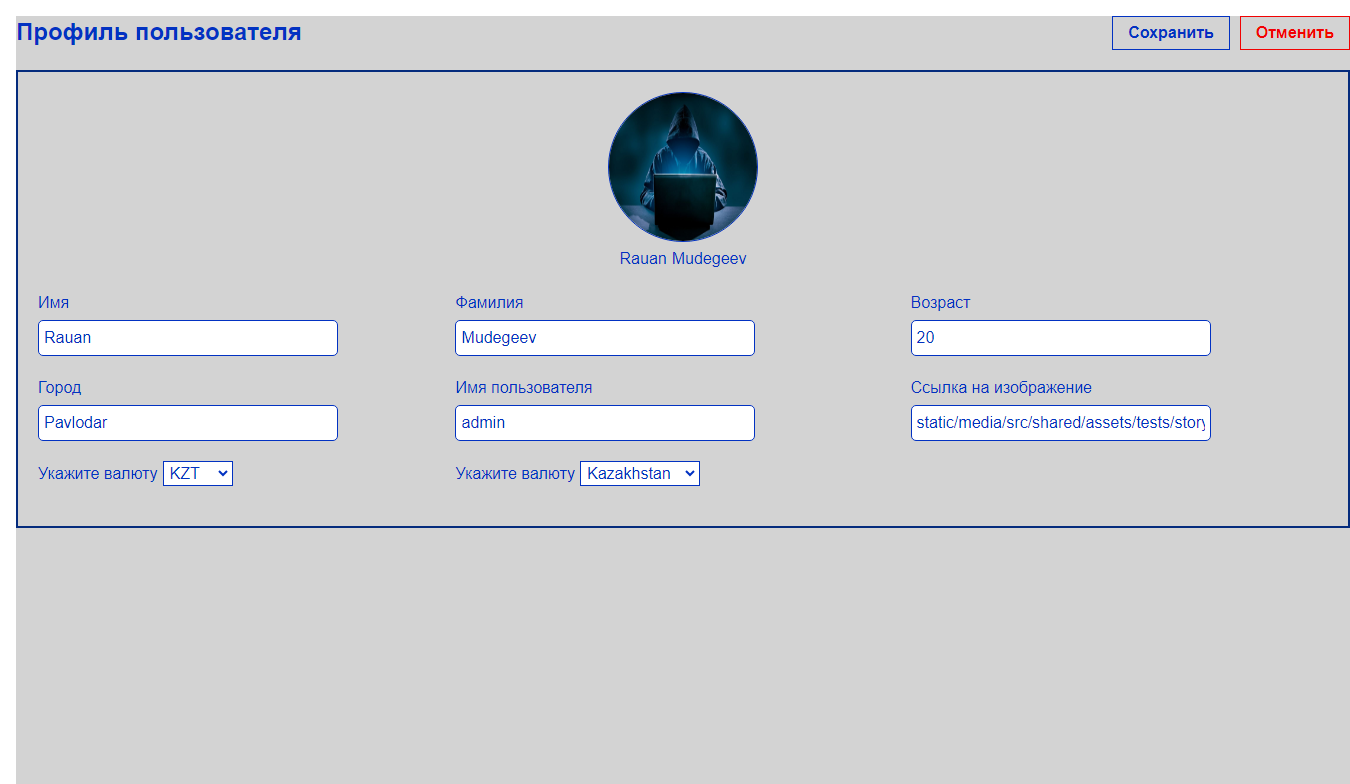 Профиль пользователя
Сохранить
Отменить
Rauan Mudegeev
Имя
Фамилия
Возраст
Rauan
Mudegeev
20
Город
Имя пользователя
Ссылка на изображение
Pavlodar
admin
static/media/src/shared/assets/tests/story
Укажите валюту KZT
Укажите валюту Kazakhstan